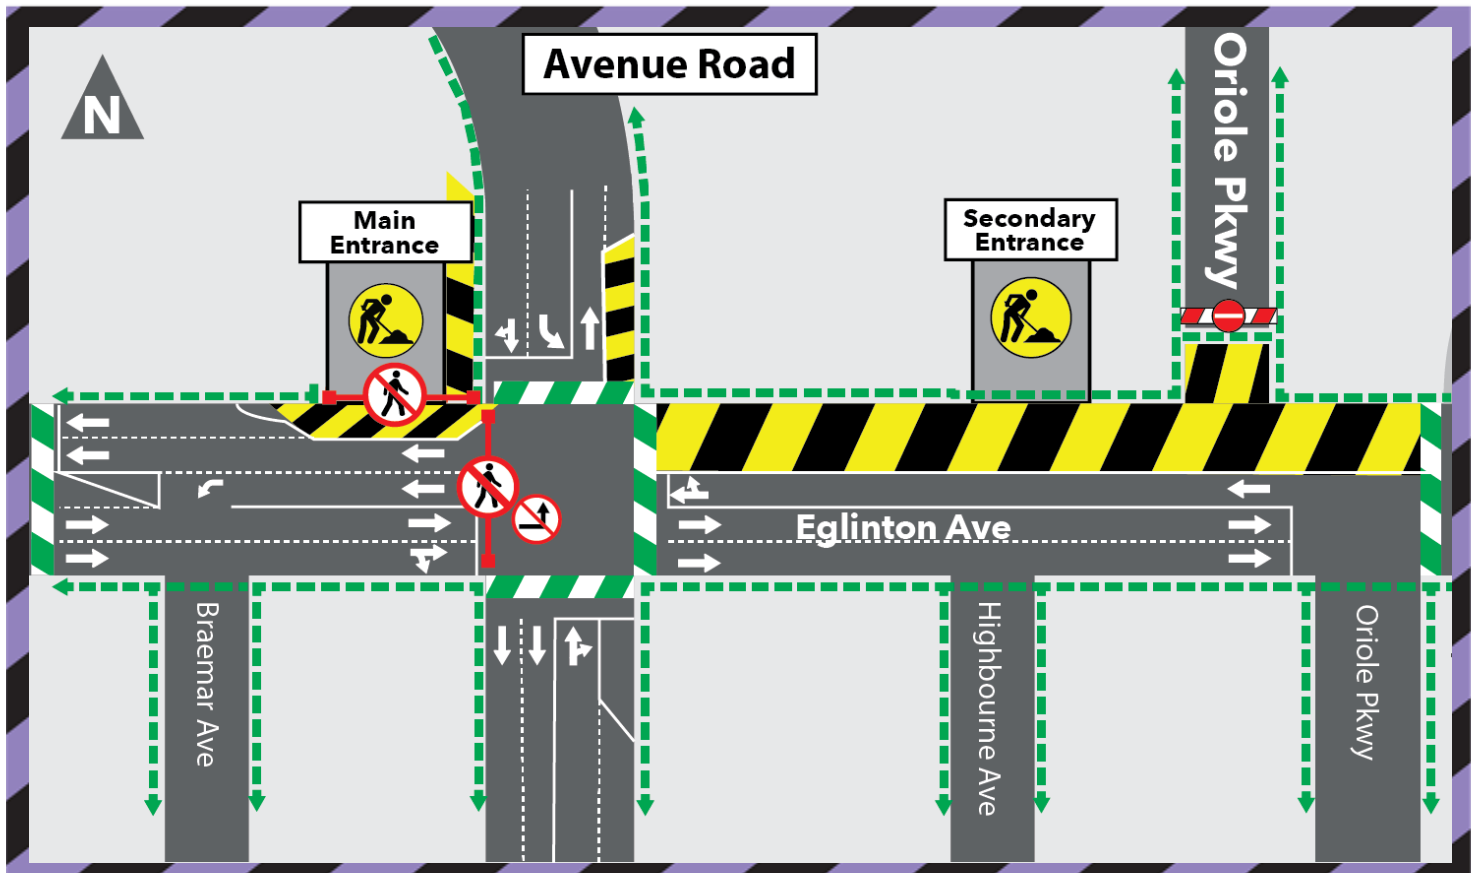 Avenue Road
N
Oriole Pkwy
Main
Entrance
Secondary
Entrance
Eglinton Ave
Braemar Ave
Highbourne Ave
Oriole Pkwy